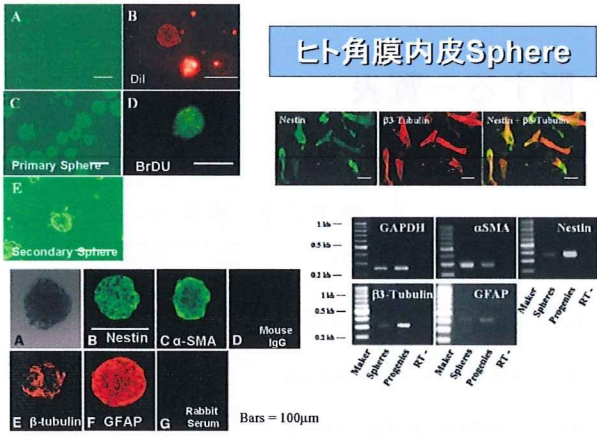 ヒト角膜内皮Sphere
A
B
DiI
C
Primary Sphere
D
BrDU
E
Secondary Sphere
Nestin
β3-Tubulin
Nestin + β3-Tubulin
1 kb
0.5 kb
0.2 kb
GAPDH
αSMA
Nestin
1 kb
0.5 kb
0.2 kb
β3-Tubulin
GFAP
Maker
Spheres
Progenies
RT -
Maker
Spheres
Progenies
RT -
Maker
Spheres
Progenies
RT -
A
B Nestin
C α-SMA
D Mouse
IgG
E β-tubulin
F GFAP
G Rabbit
Serum
Bars = 100μm